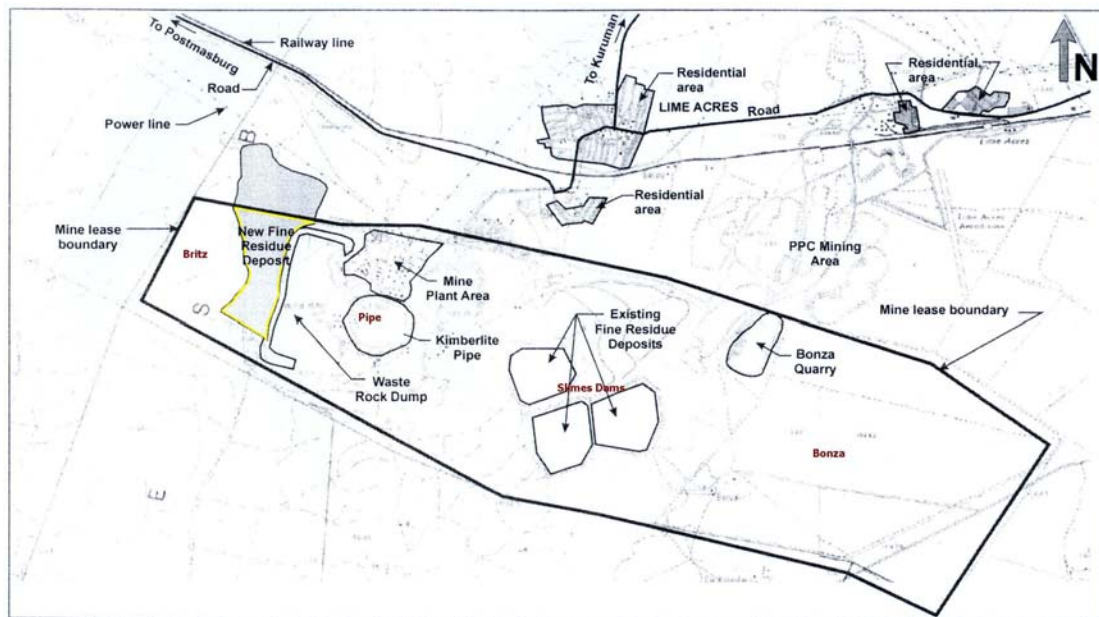 To Postmasburg
Railway line
Road
Power line
To Kuruman
Residential
area
LIME ACRES
Road
Residential
area
N
Lime Acres
B
Residential
area
Mine lease
boundary
New Fine
Residue
Deposit
Britz
PPC Mining
Area
Mine
Plant Area
S
Pipe
Kimberlite
Pipe
Existing
Fine Residue
Deposits
Mine lease boundary
Bonza
Quarry
Waste
Rock Dump
Slimes Dams
Bonza
E